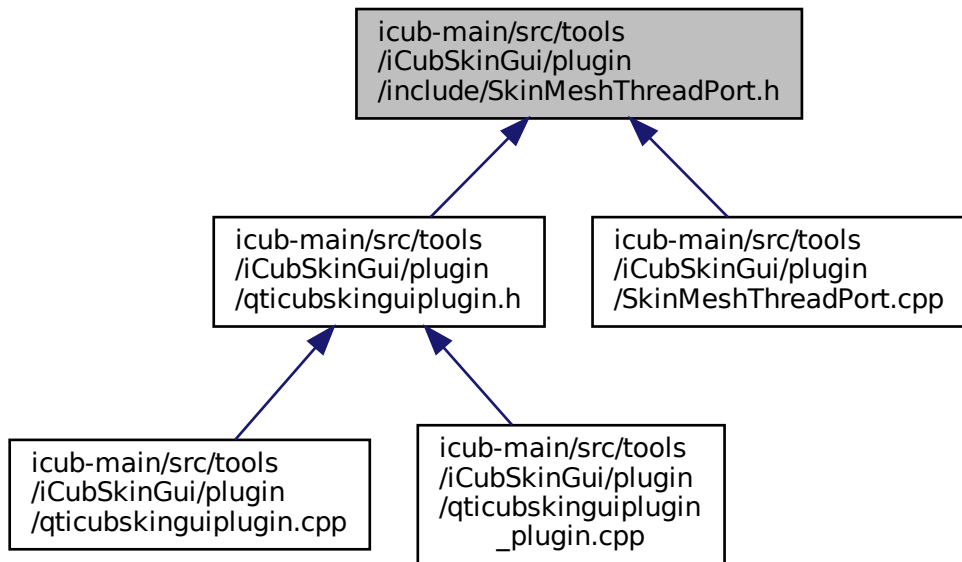 icub-main/src/tools
/iCubSkinGui/plugin
/include/SkinMeshThreadPort.h
icub-main/src/tools
/iCubSkinGui/plugin
/qticubskinguiplugin.h
icub-main/src/tools
/iCubSkinGui/plugin
/SkinMeshThreadPort.cpp
icub-main/src/tools
/iCubSkinGui/plugin
/qticubskinguiplugin.cpp
icub-main/src/tools
/iCubSkinGui/plugin
/qticubskinguiplugin
_plugin.cpp